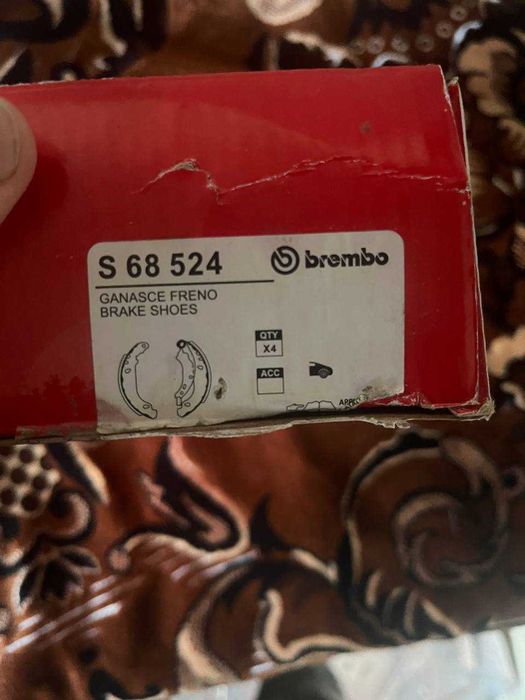 S 68 524
brembo
GANASCE FRENO
BRAKE SHOES
QTY
X4
ACC